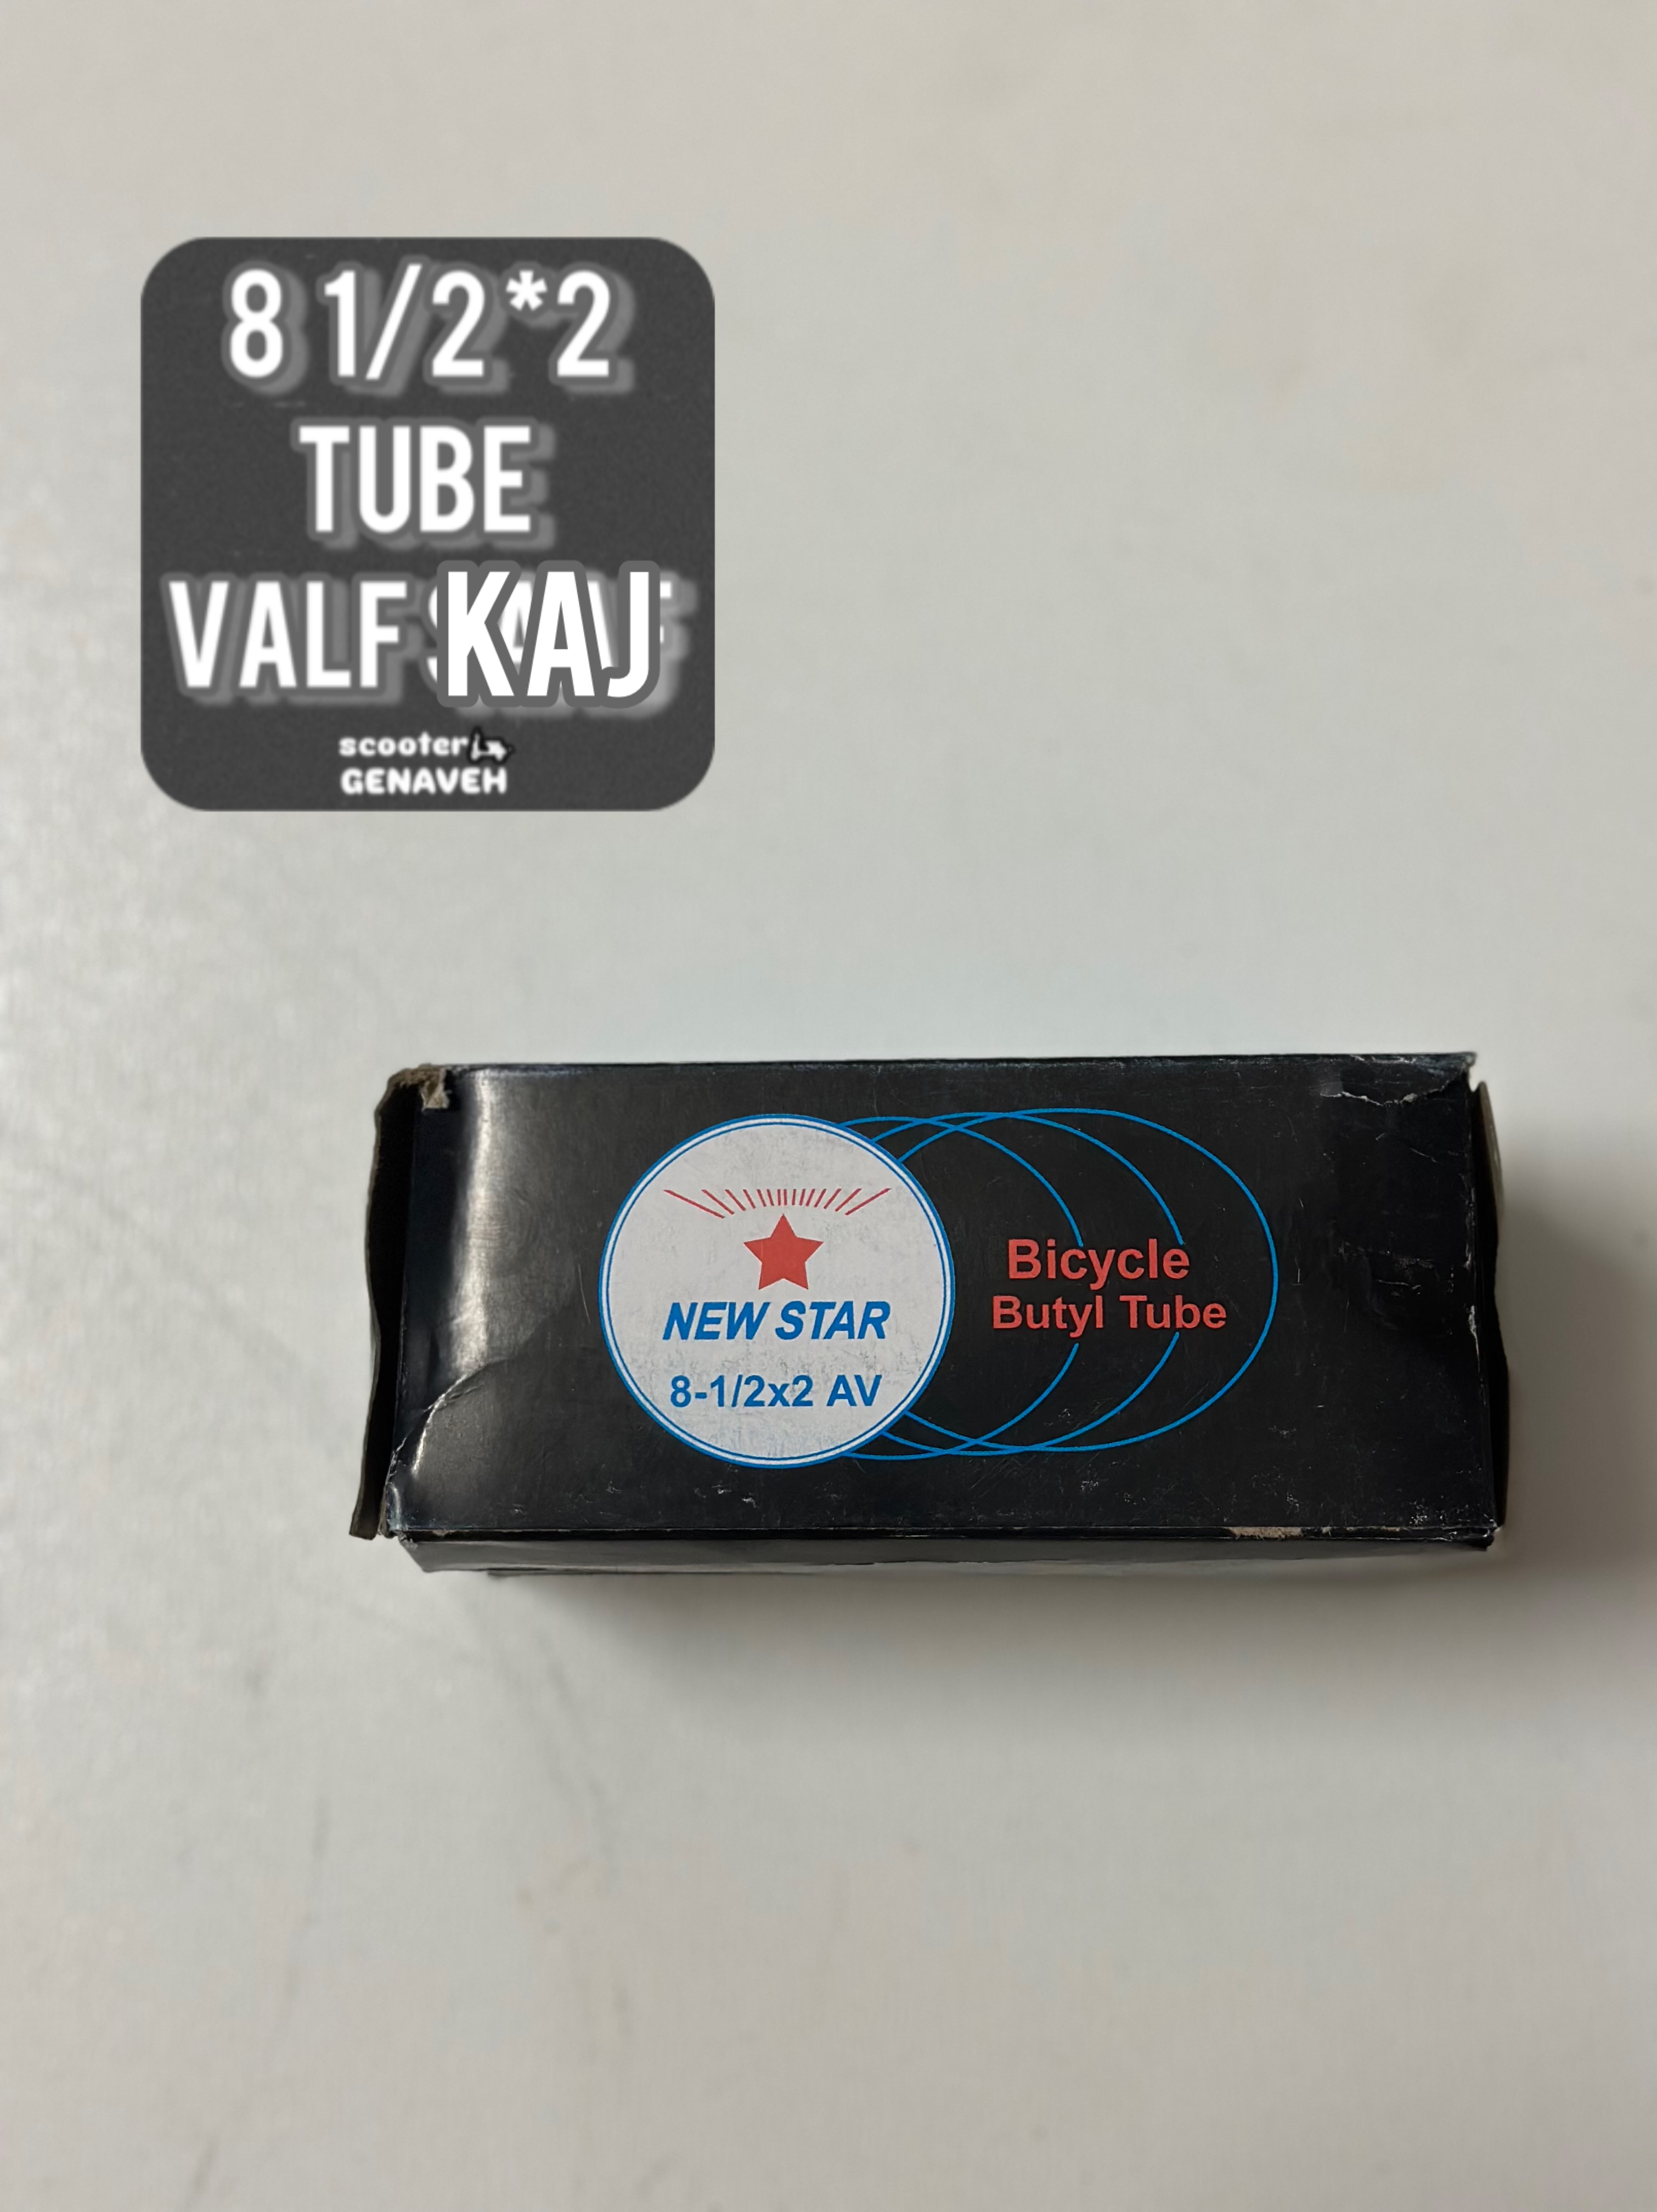 8 1/2*2
TUBE
VALF KAJ
scooter
GENAVEH
NEW STAR
8-1/2x2 AV
Bicycle
Butyl Tube